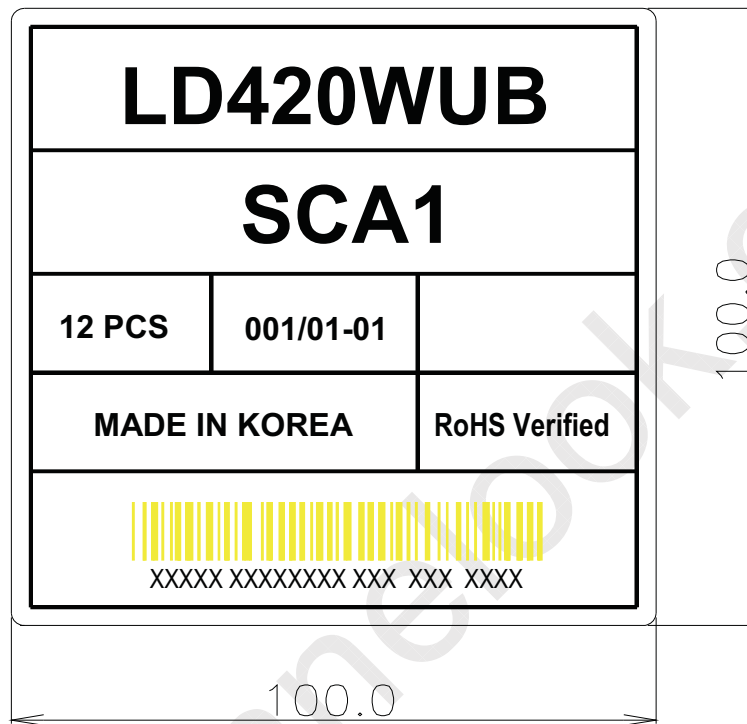 LD420WUB
SCA1
12 PCS 001/01-01
MADE IN KOREA RoHS Verified
XXXXX XXXXXXXX XXX XXX XXXX
100.0
100.0